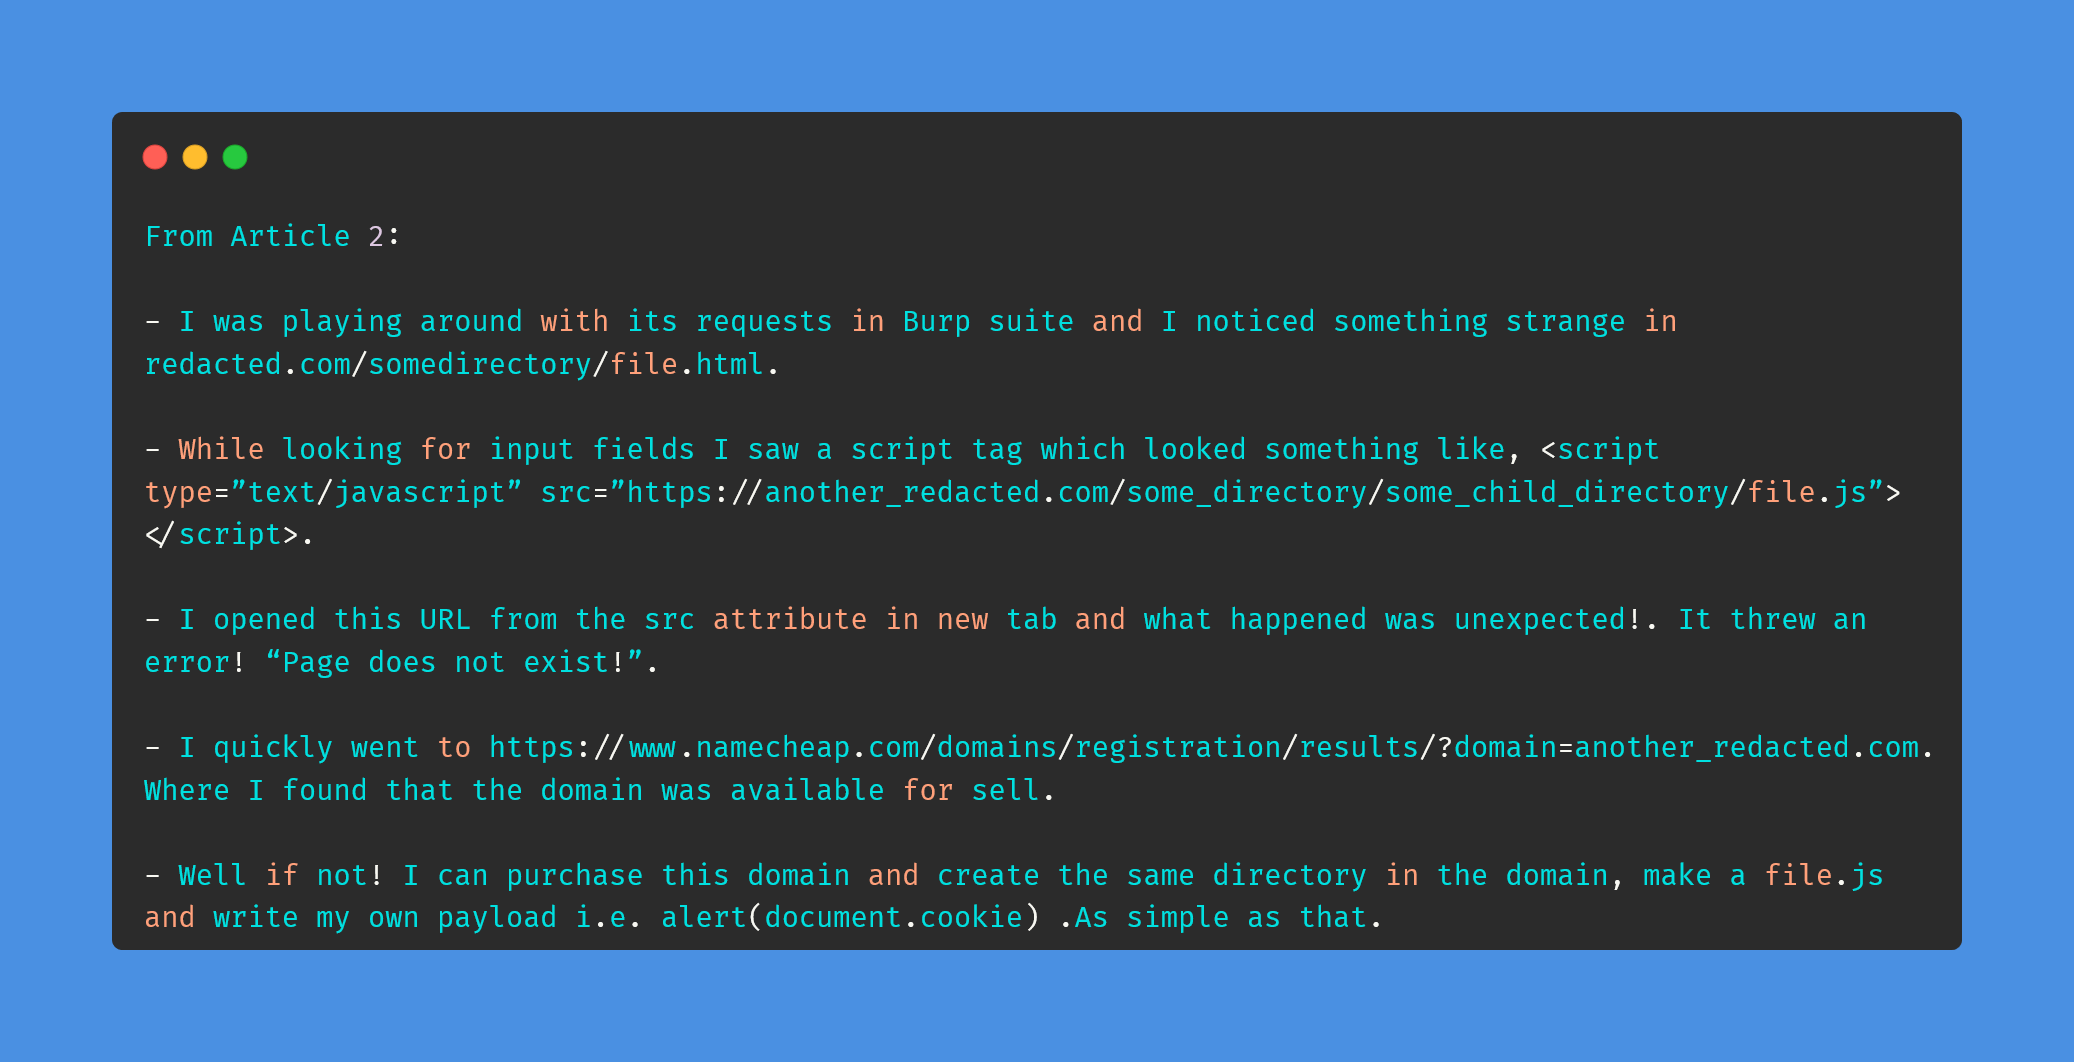 From Article 2:
- I was playing around with its requests in Burp suite and I noticed something strange in
redacted.com/somedirectory/file.html.
- While looking for input fields I saw a script tag which looked something like, <script
type=”text/javascript” src=”https://another_redacted.com/some_directory/some_child_directory/file.js”>
</script>.
- I opened this URL from the src attribute in new tab and what happened was unexpected!. It threw an
error! “Page does not exist!”.
- I quickly went to https://www.namecheap.com/domains/registration/results/?domain=another_redacted.com.
Where I found that the domain was available for sell.
- Well if not! I can purchase this domain and create the same directory in the domain, make a file.js
and write my own payload i.e. alert(document.cookie) .As simple as that.